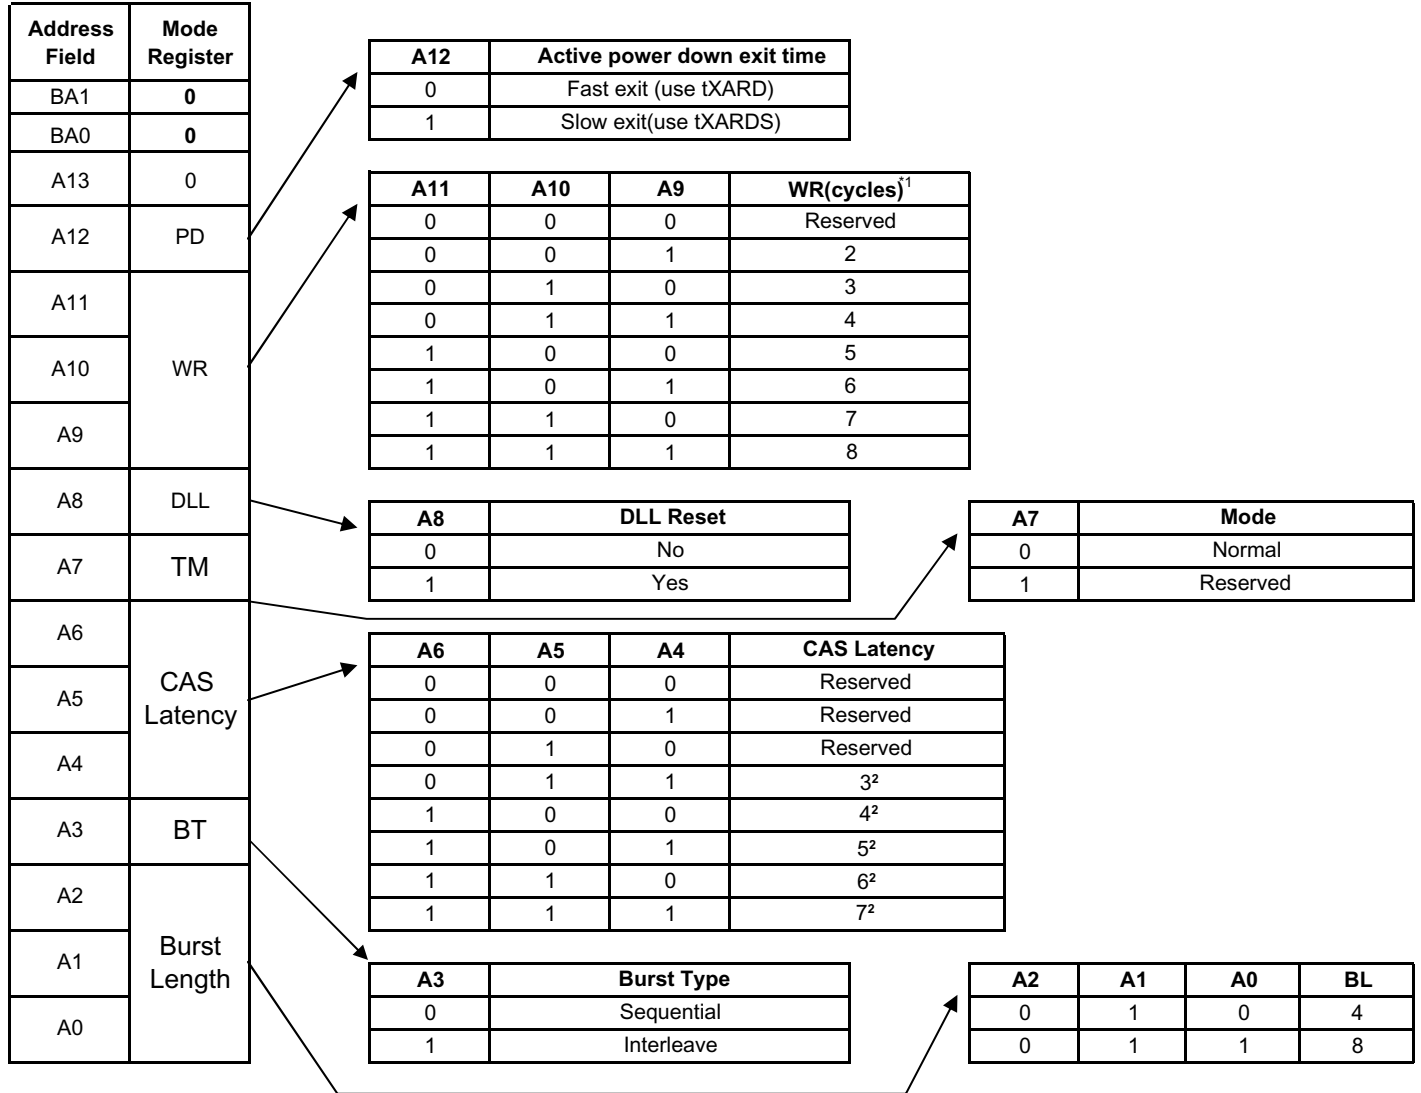 Address Field Mode Register
BA1 0
BA0 0
A13 0
A12 PD
A11
A10 WR
A9
A8 DLL
A7 TM
A6
A5 CAS Latency
A4
A3 BT
A2
A1 Burst Length
A0
A12 Active power down exit time
0 Fast exit (use tXARD)
1 Slow exit(use tXARDS)
A11 A10 A9 WR(cycles)*1
0 0 0 Reserved
0 0 1 2
0 1 0 3
0 1 1 4
1 0 0 5
1 0 1 6
1 1 0 7
1 1 1 8
A8 DLL Reset
0 No
1 Yes
A7 Mode
0 Normal
1 Reserved
A6 A5 A4 CAS Latency
0 0 0 Reserved
0 0 1 Reserved
0 1 0 Reserved
0 1 1 3²
1 0 0 4²
1 0 1 5²
1 1 0 6²
1 1 1 7²
A3 Burst Type
0 Sequential
1 Interleave
A2 A1 A0 BL
0 1 0 4
0 1 1 8